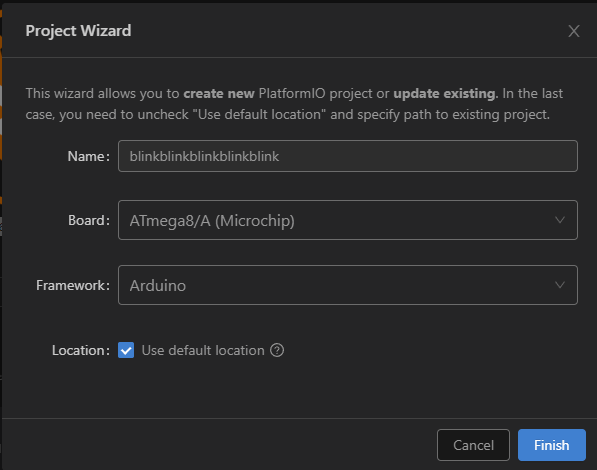 Project Wizard
This wizard allows you to create new PlatformIO project or update existing. In the last
case, you need to uncheck "Use default location" and specify path to existing project.
Name: blinkblinkblinkblinkblink
Board: ATmega8/A (Microchip)
Framework: Arduino
Location: Use default location
Cancel Finish